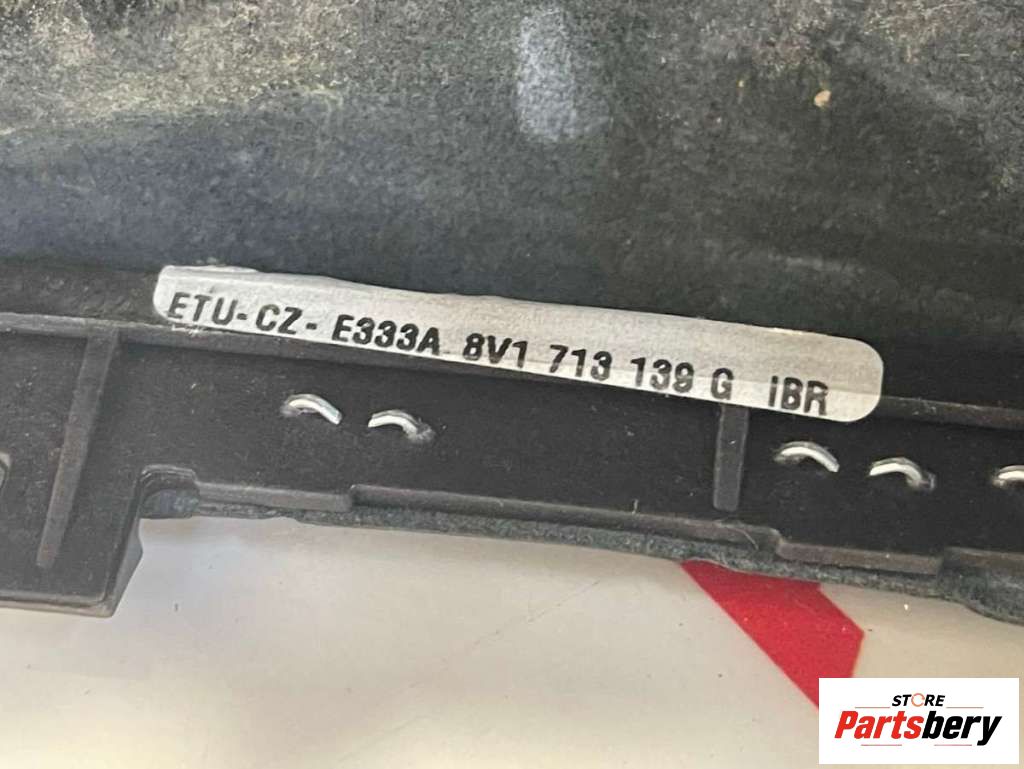 ETU-CZ- E333A 8V1 713 139 G IBR
STORE
Partsbery